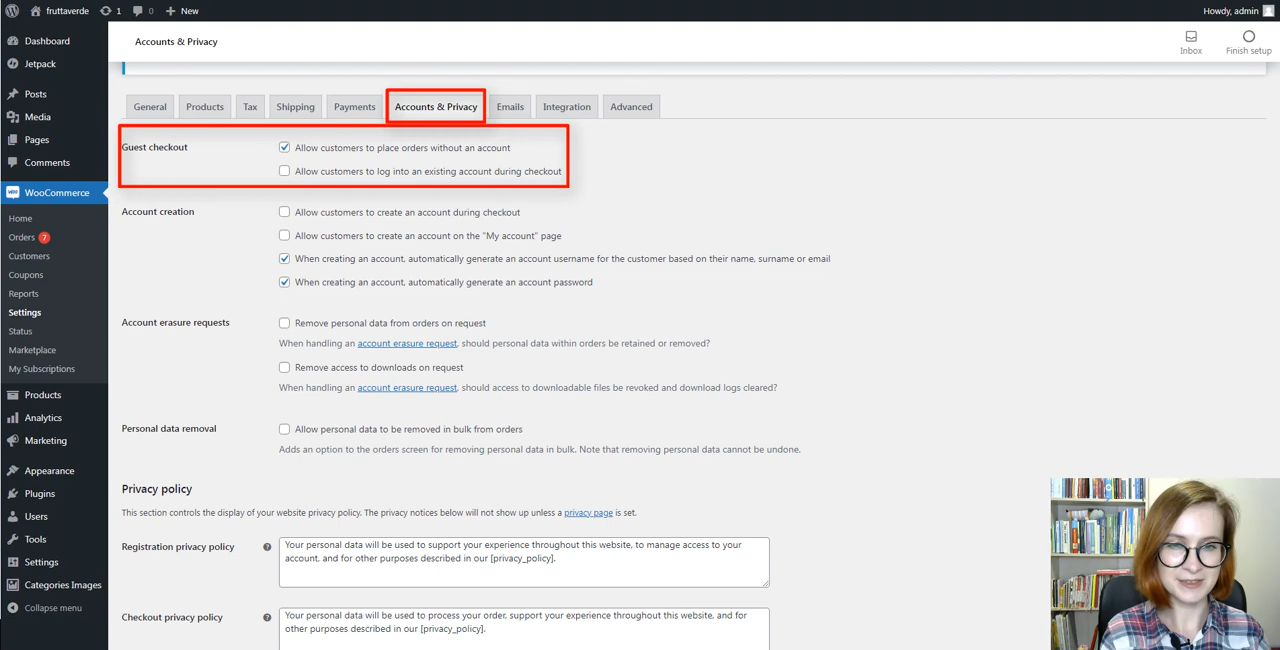 fruttaverde 1 0 + New Howdy, admin
Dashboard
Jetpack
Posts
Media
Pages
Comments
WooCommerce
Home
Orders 7
Customers
Coupons
Reports
Settings
Status
Marketplace
My Subscriptions
Products
Analytics
Marketing
Appearance
Plugins
Users
Tools
Settings
Categories Images
Collapse menu
Accounts & Privacy
Inbox Finish setup
General Products Tax Shipping Payments Accounts & Privacy Emails Integration Advanced
Guest checkout Allow customers to place orders without an account
Allow customers to log into an existing account during checkout
Account creation Allow customers to create an account during checkout
Allow customers to create an account on the "My account" page
When creating an account, automatically generate an account username for the customer based on their name, surname or email
When creating an account, automatically generate an account password
Account erasure requests Remove personal data from orders on request
When handling an account erasure request, should personal data within orders be retained or removed?
Remove access to downloads on request
When handling an account erasure request, should access to downloadable files be revoked and download logs cleared?
Personal data removal Allow personal data to be removed in bulk from orders
Adds an option to the orders screen for removing personal data in bulk. Note that removing personal data cannot be undone.
Privacy policy
This section controls the display of your website privacy policy. The privacy notices below will not show up unless a privacy page is set.
Registration privacy policy Your personal data will be used to support your experience throughout this website, to manage access to your
account, and for other purposes described in our [privacy_policy].
Checkout privacy policy Your personal data will be used to process your order, support your experience throughout this website, and for
other purposes described in our [privacy_policy].